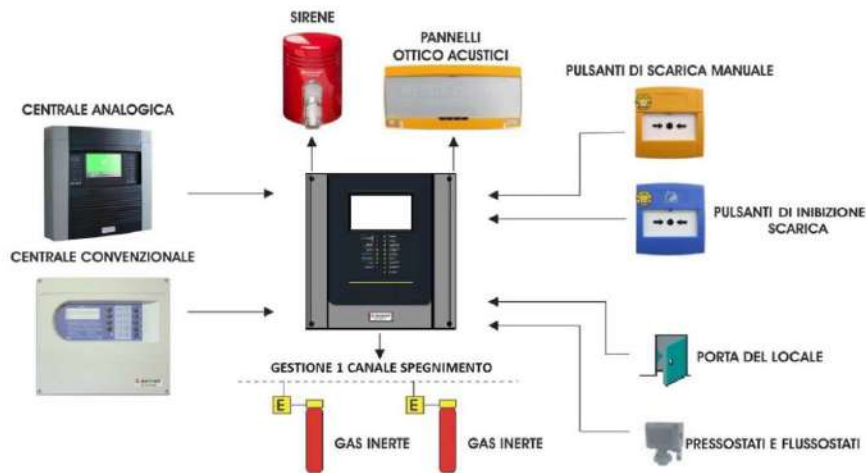 SIRENE
PANNELLI
OTTICO ACUSTICI
PULSANTI DI SCARICA MANUALE
CENTRALE ANALOGICA
PULSANTI DI INIBIZIONE
SCARICA
CENTRALE CONVENZIONALE
GESTIONE 1 CANALE SPEGNIMENTO
PORTA DEL LOCALE
E
E
GAS INERTE
GAS INERTE
PRESSOSTATI E FLUSSOSTATI